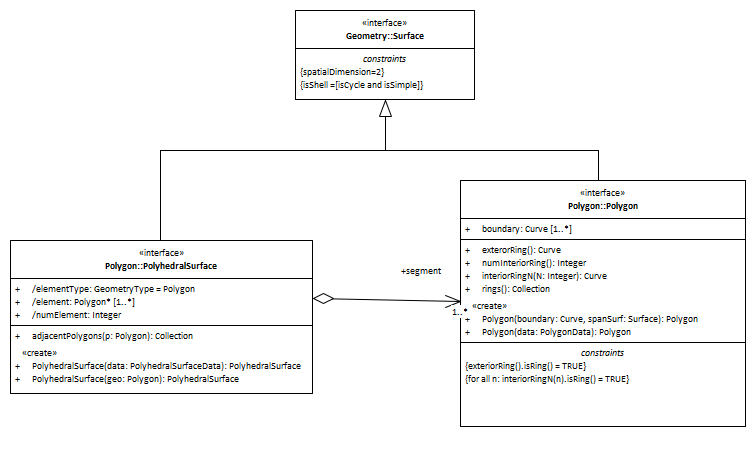 «interface»
Geometry::Surface
constraints
{spatialDimension=2}
{isShell =[isCycle and isSimple]}
«interface»
Polygon::Polygon
+ boundary: Curve [1..*]
+ exterorRing(): Curve
+ numInteriorRing(): Integer
+ interiorRingN(N: Integer): Curve
+ rings(): Collection
«create»
+ Polygon(boundary: Curve, spanSurf: Surface): Polygon
+ Polygon(data: PolygonData): Polygon
constraints
{exteriorRing().isRing() = TRUE}
{for all n: interiorRingN(n).isRing() = TRUE}
«interface»
Polygon::PolyhedralSurface
+ /elementType: GeometryType = Polygon
+ /element: Polygon* [1..*]
+ /numElement: Integer
+ adjacentPolygons(p: Polygon): Collection
«create»
+ PolyhedralSurface(data: PolyhedralSurfaceData): PolyhedralSurface
+ PolyhedralSurface(geo: Polygon): PolyhedralSurface
+segment
1..*